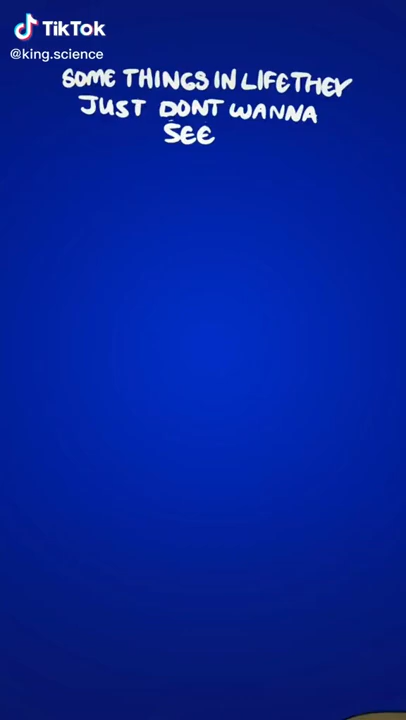 TikTok
@king.science
SOME THINGS IN LIFE THEY
JUST DONT WANNA
SEE